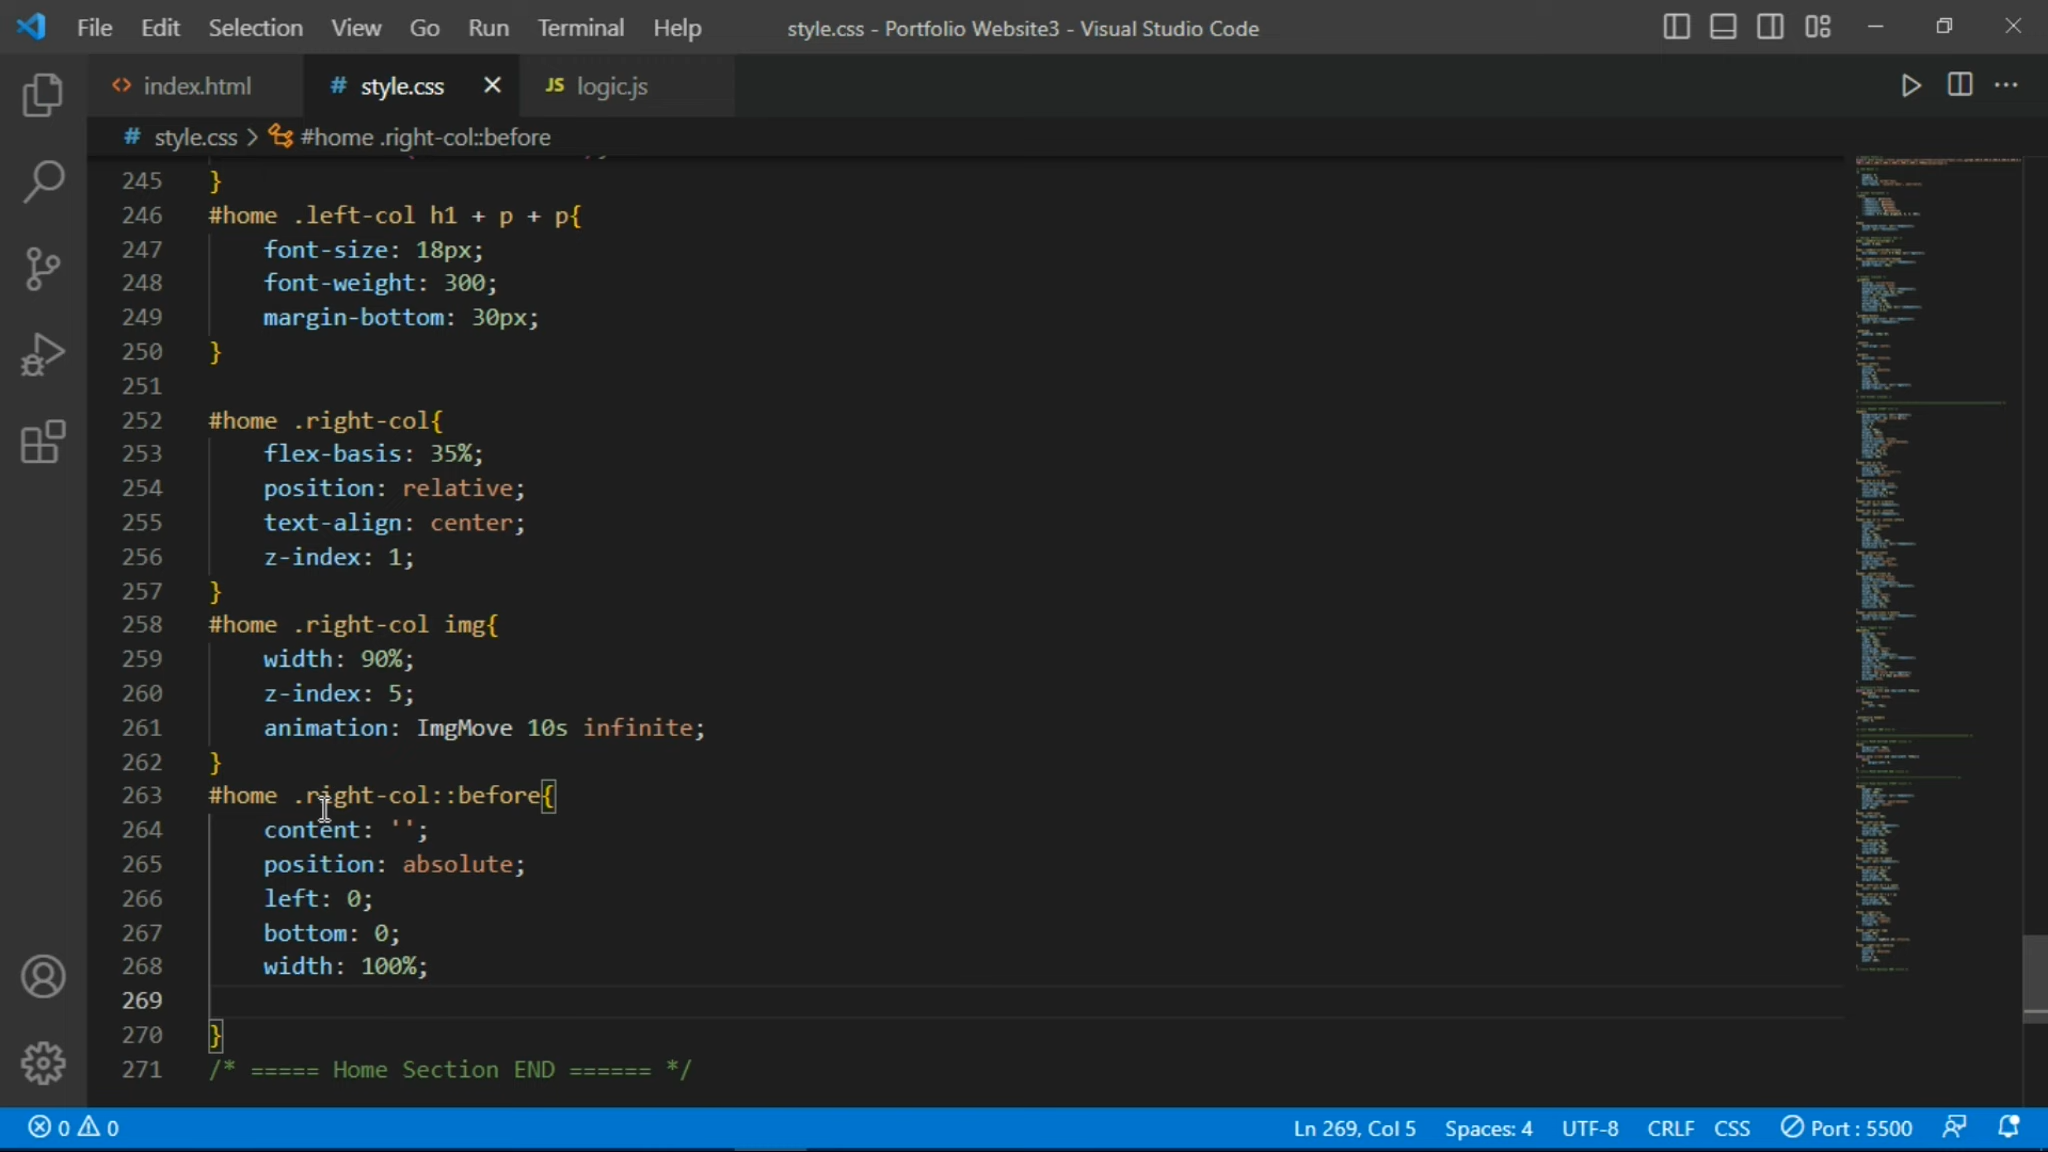 File Edit Selection View Go Run Terminal Help style.css - Portfolio Website3 - Visual Studio Code
<> index.html # style.css JS logic.js
# style.css > #home .right-col::before
245 }
246 #home .left-col h1 + p + p{
247 font-size: 18px;
248 font-weight: 300;
249 margin-bottom: 30px;
250 }
251
252 #home .right-col{
253 flex-basis: 35%;
254 position: relative;
255 text-align: center;
256 z-index: 1;
257 }
258 #home .right-col img{
259 width: 90%;
260 z-index: 5;
261 animation: ImgMove 10s infinite;
262 }
263 #home .right-col::before{
264 content: '';
265 position: absolute;
266 left: 0;
267 bottom: 0;
268 width: 100%;
269
270 }
271 /* ===== Home Section END ====== */
0 0 Ln 269, Col 5 Spaces: 4 UTF-8 CRLF CSS Port : 5500